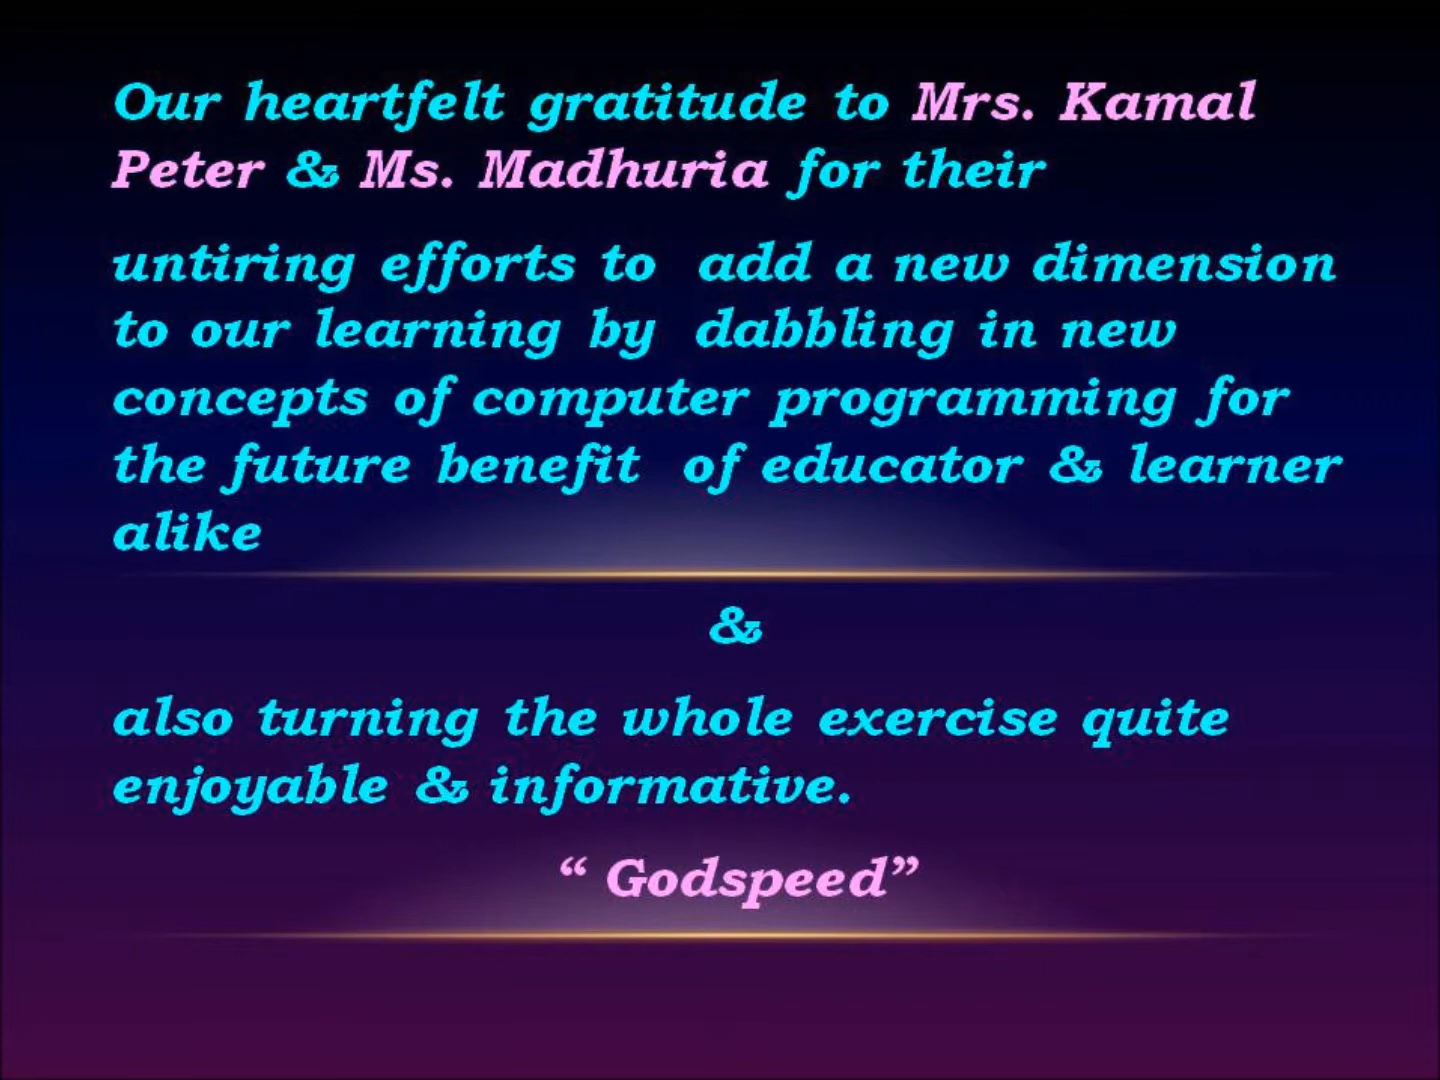 Our heartfelt gratitude to Mrs. Kamal
Peter & Ms. Madhuria for their
untiring efforts to add a new dimension
to our learning by dabbling in new
concepts of computer programming for
the future benefit of educator & learner
alike
&
also turning the whole exercise quite
enjoyable & informative.
“ Godspeed”